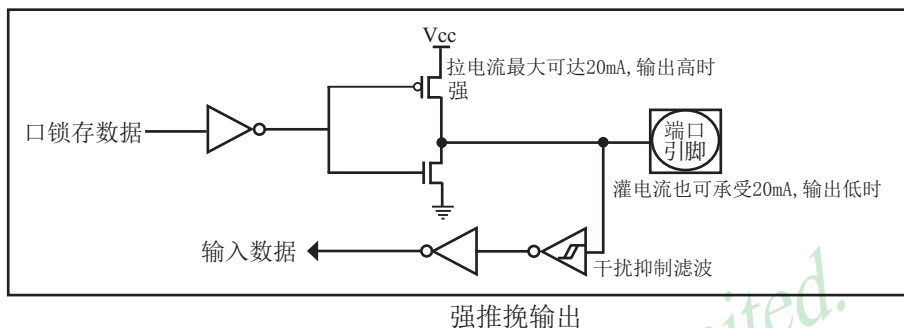 Vcc
拉电流最大可达20mA,输出高时
强
口锁存数据
端口
引脚
灌电流也可承受20mA,输出低时
输入数据
干扰抑制滤波
强推挽输出
ited.